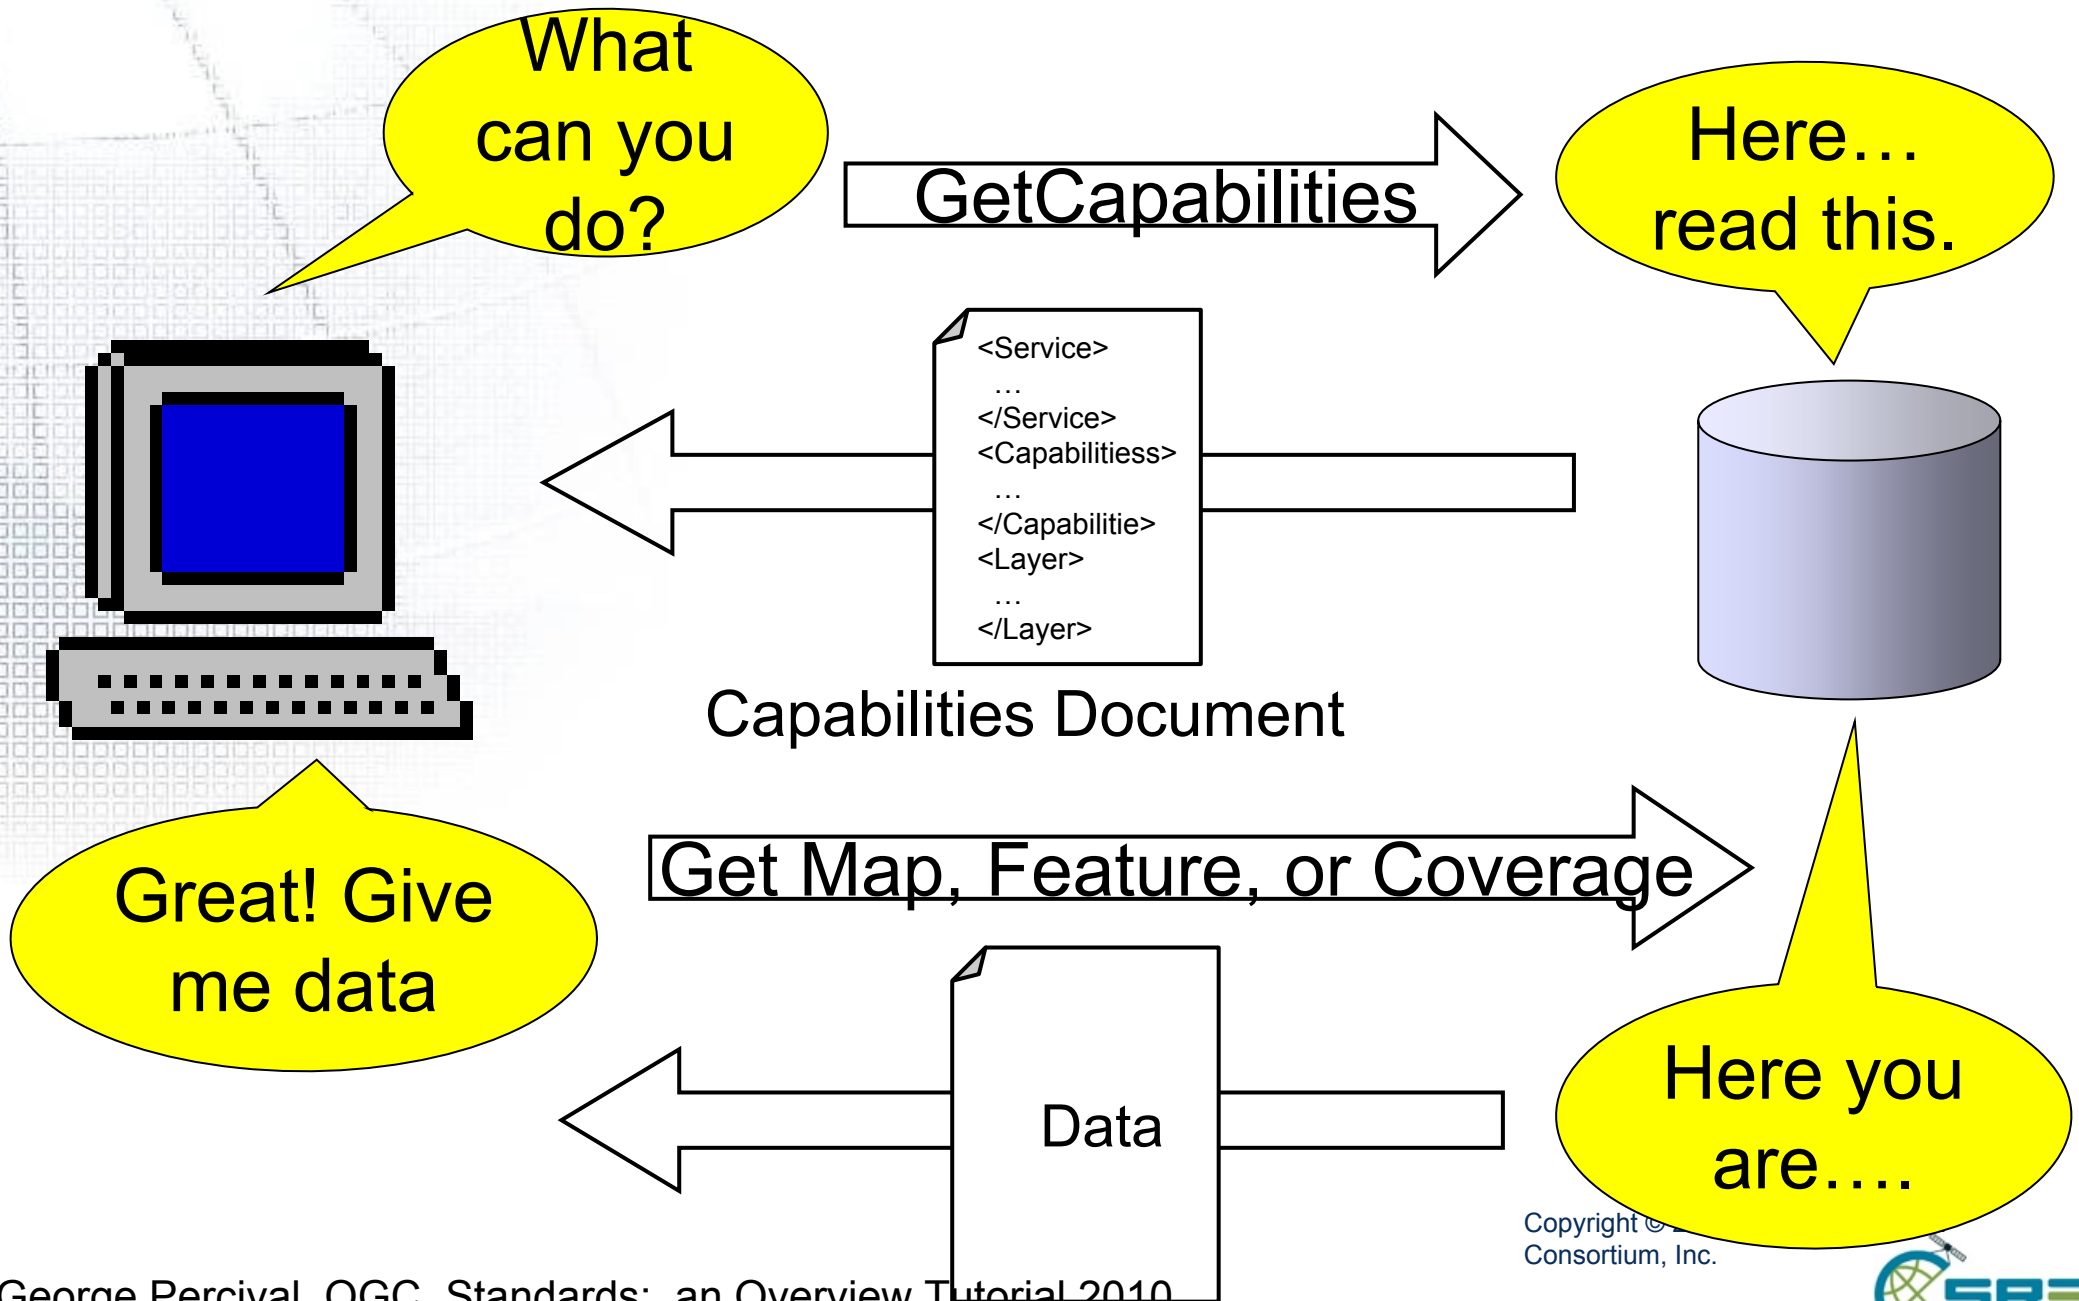 What
can you
do?
GetCapabilities
Here…
read this.
<Service>
…
</Service>
<Capabilitiess>
…
</Capabilitie>
<Layer>
…
</Layer>
Capabilities Document
Great! Give
me data
Get Map, Feature, or Coverage
Data
Here you
are….
Copyright ©
Consortium, Inc.
George Percival, OGC Standards: an Overview Tutorial 2010